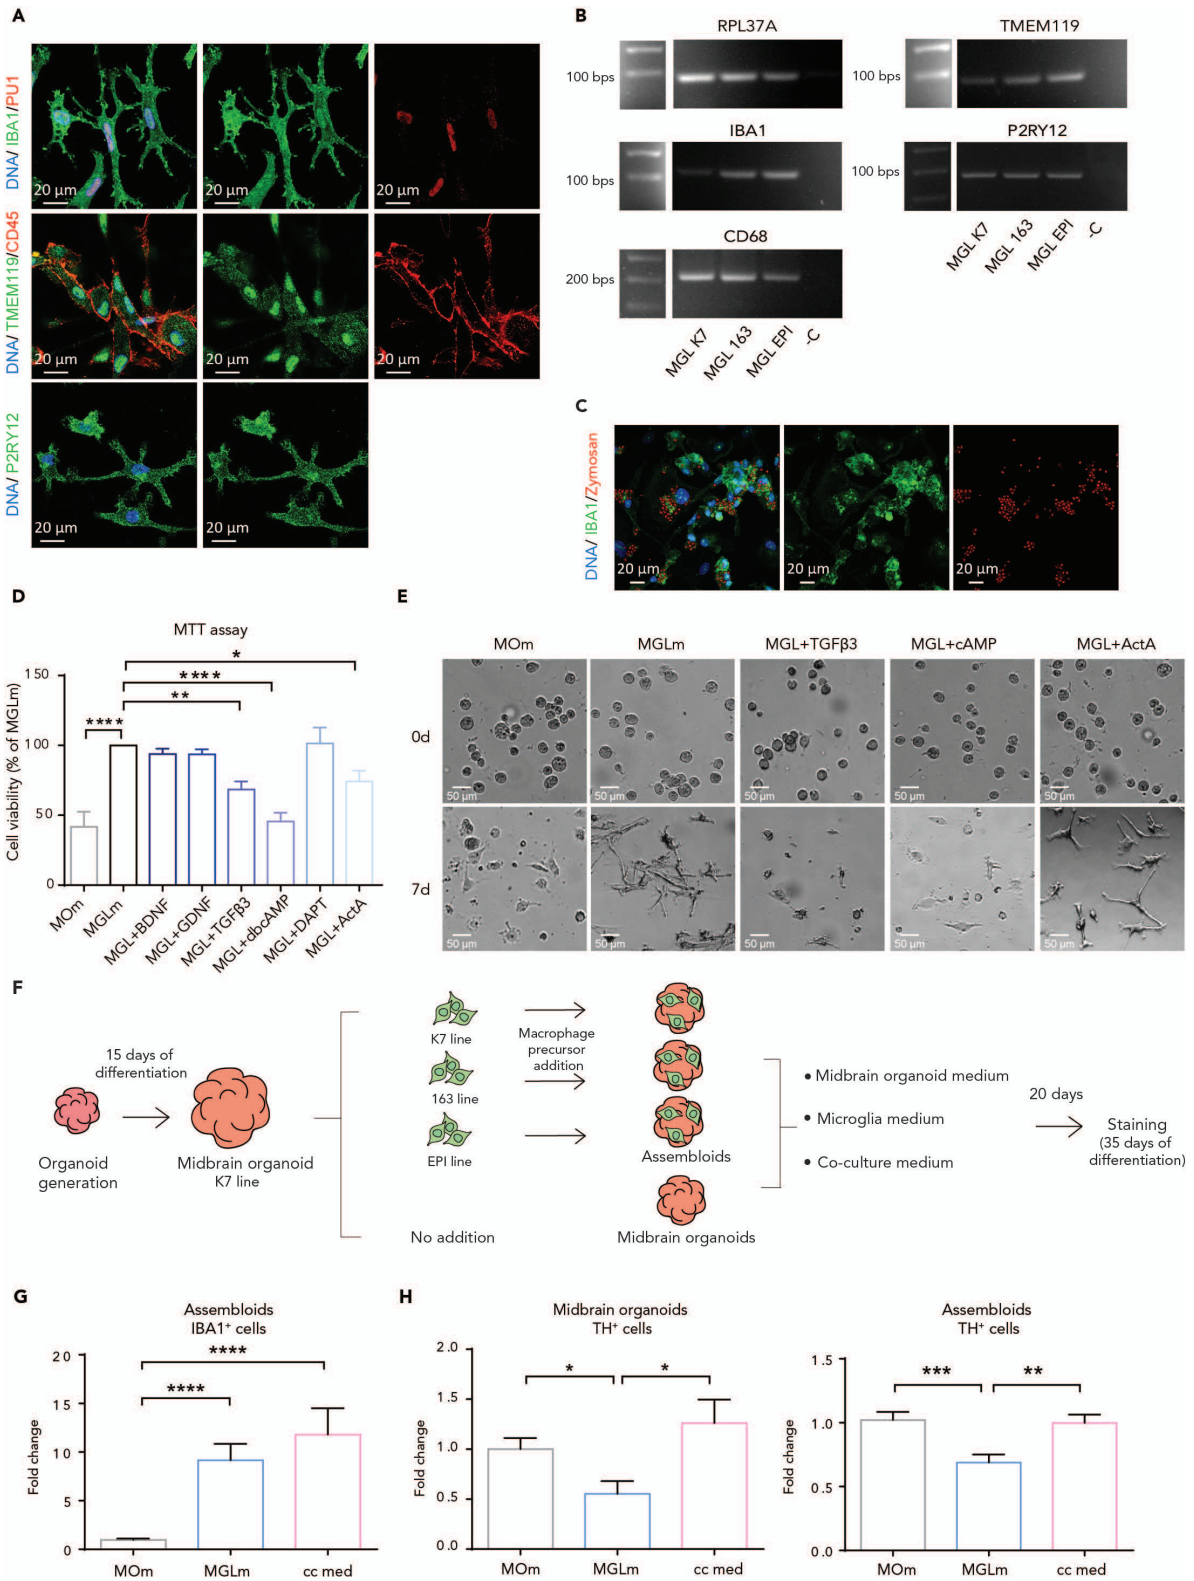 A
DNA/ IBA1/PU1
20 µm
20 µm
20 µm
DNA/ TMEM119/CD45
20 µm
20 µm
20 µm
DNA/ P2RY12
20 µm
20 µm
B
RPL37A
100 bps
TMEM119
100 bps
IBA1
100 bps
P2RY12
100 bps
MGL K7
MGL 163
MGL EPI
-C
CD68
200 bps
MGL K7
MGL 163
MGL EPI
-C
C
DNA/ IBA1/Zymosan
20 µm
20 µm
20 µm
D
MTT assay
Cell viability (% of MGLm)
150
100
50
0
****
**
****
*
MOm
MGLm
MGL+BDNF
MGL+GDNF
MGL+TGFβ3
MGL+dbcAMP
MGL+DAPT
MGL+ActA
E
MOm
MGLm
MGL+TGFβ3
MGL+cAMP
MGL+ActA
0d
50 µm
50 µm
50 µm
50 µm
50 µm
7d
50 µm
50 µm
50 µm
50 µm
50 µm
F
Organoid
generation
15 days of
differentiation
Midbrain organoid
K7 line
K7 line
163 line
EPI line
No addition
Macrophage
precursor
addition
Assembloids
Midbrain organoids
• Midbrain organoid medium
• Microglia medium
• Co-culture medium
20 days
Staining
(35 days of
differentiation)
G
Assembloids
IBA1⁺ cells
Fold change
20
15
10
5
0
****
****
MOm
MGLm
cc med
H
Midbrain organoids
TH⁺ cells
Fold change
2.0
1.5
1.0
0.5
0.0
*
*
MOm
MGLm
cc med
Assembloids
TH⁺ cells
Fold change
1.5
1.0
0.5
0.0
***
**
MOm
MGLm
cc med